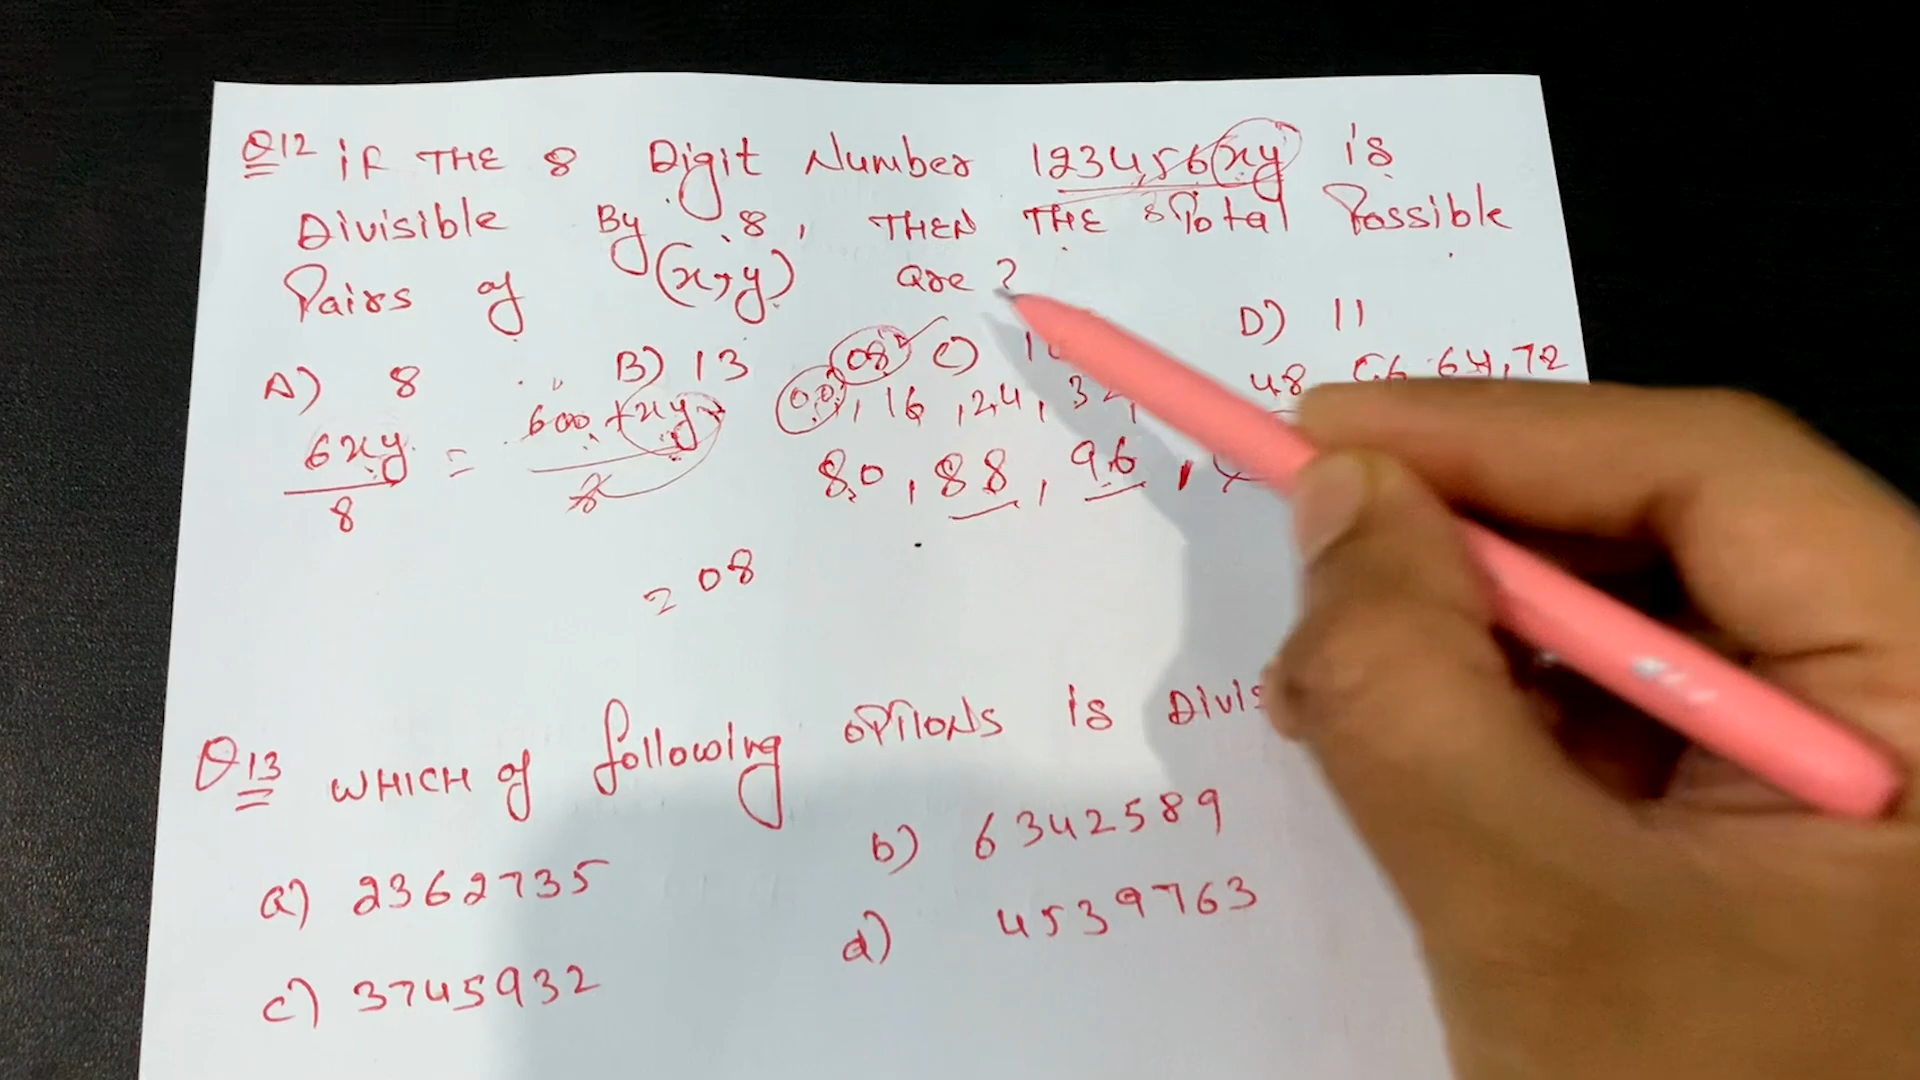 Q12 iF THE 8 Digit Number 123456xy is
Divisible By 8, THEN THE Total Possible
Pairs of (x,y) are ?
A) 8 B) 13 C) D) 11
6xy/8 = 600+xy/8
00, 08, 16, 24, 48 56 64, 72
80, 88, 96,
= 08
Q13 WHICH of following OPTIONS is
a) 2362735 b) 6342589
c) 3745932 d) 4539763